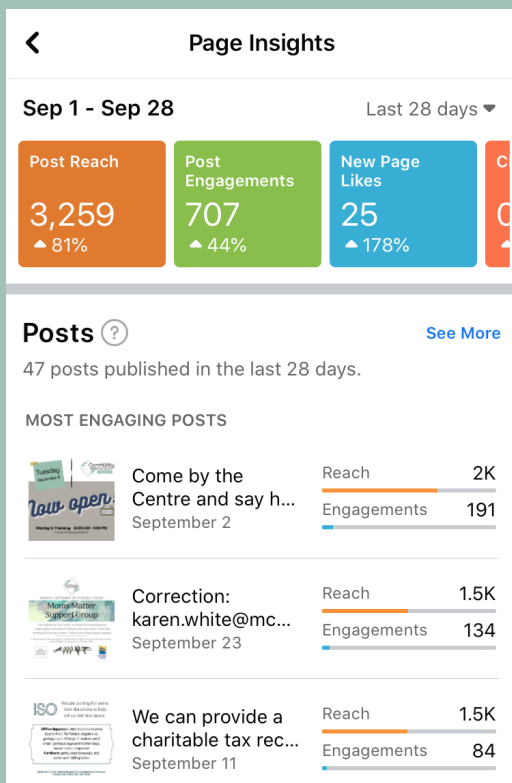 Page Insights
Sep 1 - Sep 28
Last 28 days
Post Reach
3,259
81%
Post
Engagements
707
44%
New Page
Likes
25
178%
Posts ?
See More
47 posts published in the last 28 days.
MOST ENGAGING POSTS
Tuesday
Now open!
Come by the
Centre and say h...
September 2
Reach 2K
Engagements 191
Moms Matter
Support Group
Correction:
karen.white@mc...
September 23
Reach 1.5K
Engagements 134
ISO
We can provide a
charitable tax rec...
September 11
Reach 1.5K
Engagements 84